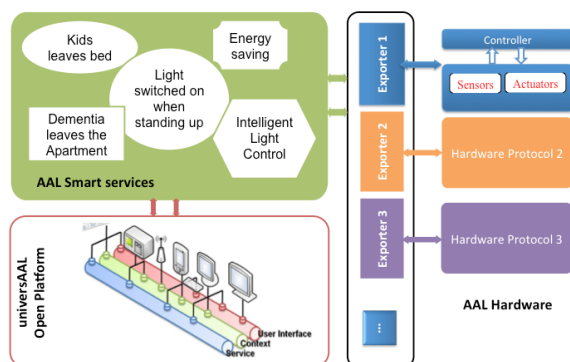 Kids
leaves bed
Energy
saving
Light
switched on
when
standing up
Dementia
leaves the
Apartment
Intelligent
Light
Control
AAL Smart services
universAAL
Open Platform
User Interface
Context
Service
Exporter 1
Exporter 2
Exporter 3
...
Controller
Sensors
Actuators
Hardware Protocol 2
Hardware Protocol 3
AAL Hardware